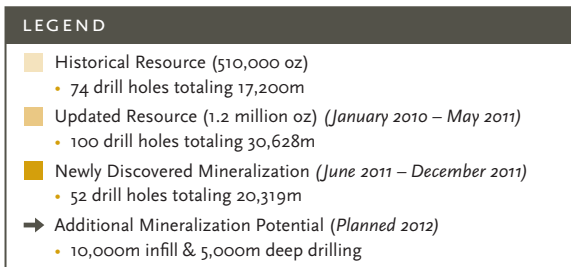 LEGEND
Historical Resource (510,000 oz)
• 74 drill holes totaling 17,200m
Updated Resource (1.2 million oz) (January 2010 – May 2011)
• 100 drill holes totaling 30,628m
Newly Discovered Mineralization (June 2011 – December 2011)
• 52 drill holes totaling 20,319m
Additional Mineralization Potential (Planned 2012)
• 10,000m infill & 5,000m deep drilling